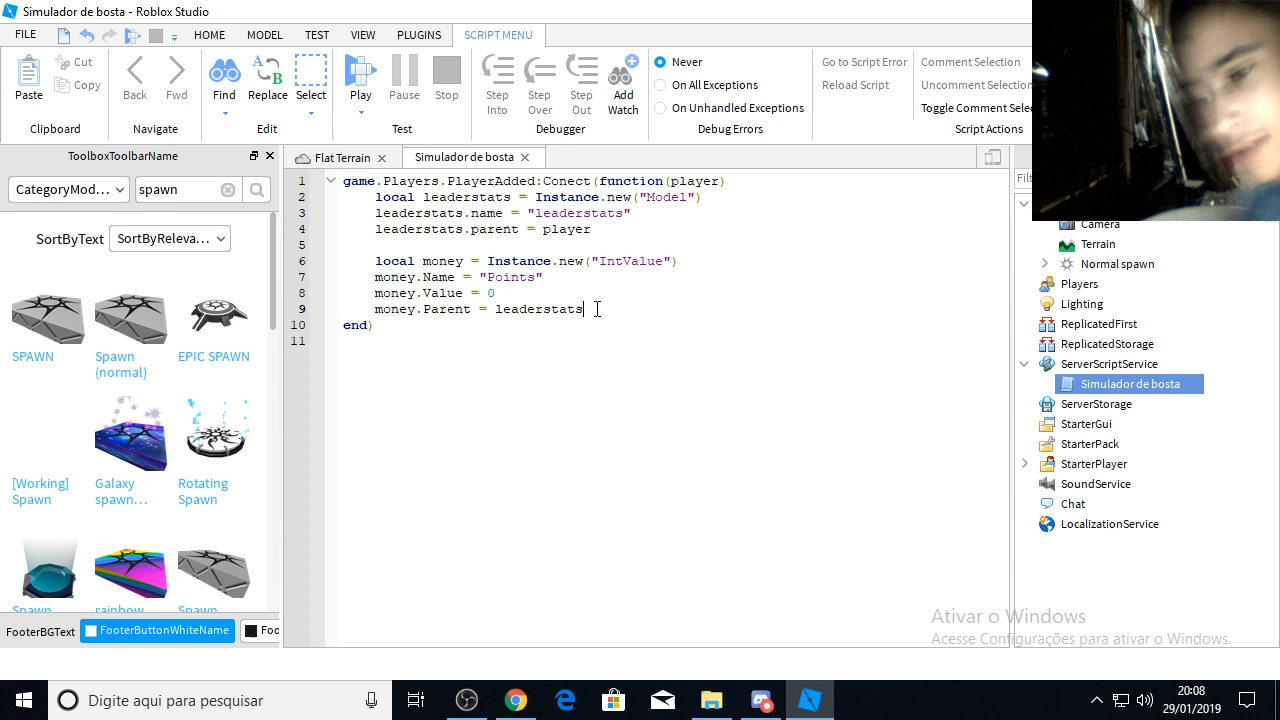 Simulador de bosta - Roblox Studio
FILE HOME MODEL TEST VIEW PLUGINS SCRIPT MENU
Paste
Cut
Copy
Clipboard
Back Fwd
Navigate
Find Replace Select
Edit
Play Pause Stop
Test
Step Into
Step Over
Step Out
Add Watch
Debugger
Never
On All Exceptions
On Unhandled Exceptions
Debug Errors
Go to Script Error
Reload Script
Comment Selection
Uncomment Selection
Toggle Comment Sele
Script Actions
ToolboxToolbarName
CategoryMod... spawn
SortByText SortByReleva...
SPAWN
Spawn (normal)
EPIC SPAWN
[Working] Spawn
Galaxy spawn...
Rotating Spawn
Spawn rainbow Spawn
FooterBGText FooterButtonWhiteName Foo
Flat Terrain Simulador de bosta
1 game.Players.PlayerAdded:Conect(function(player)
2 local leaderstats = Instance.new("Model")
3 leaderstats.name = "leaderstats"
4 leaderstats.parent = player
5
6 local money = Instance.new("IntValue")
7 money.Name = "Points"
8 money.Value = 0
9 money.Parent = leaderstats
10 end)
11
Filt
Camera
Terrain
Normal spawn
Players
Lighting
ReplicatedFirst
ReplicatedStorage
ServerScriptService
Simulador de bosta
ServerStorage
StarterGui
StarterPack
StarterPlayer
SoundService
Chat
LocalizationService
Ativar o Windows
Acesse Configurações para ativar o Windows.
Digite aqui para pesquisar
20:08
29/01/2019